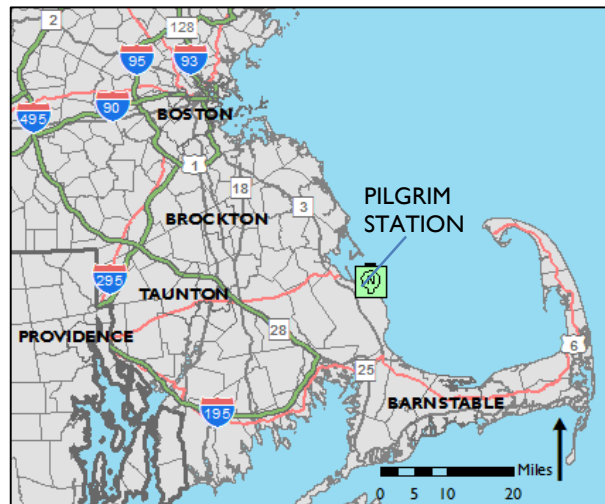 2
128
95
93
90
495
BOSTON
1
18
3
BROCKTON
PILGRIM
STATION
N
295
TAUNTON
PROVIDENCE
28
6
25
195
BARNSTABLE
Miles
0 5 10 20